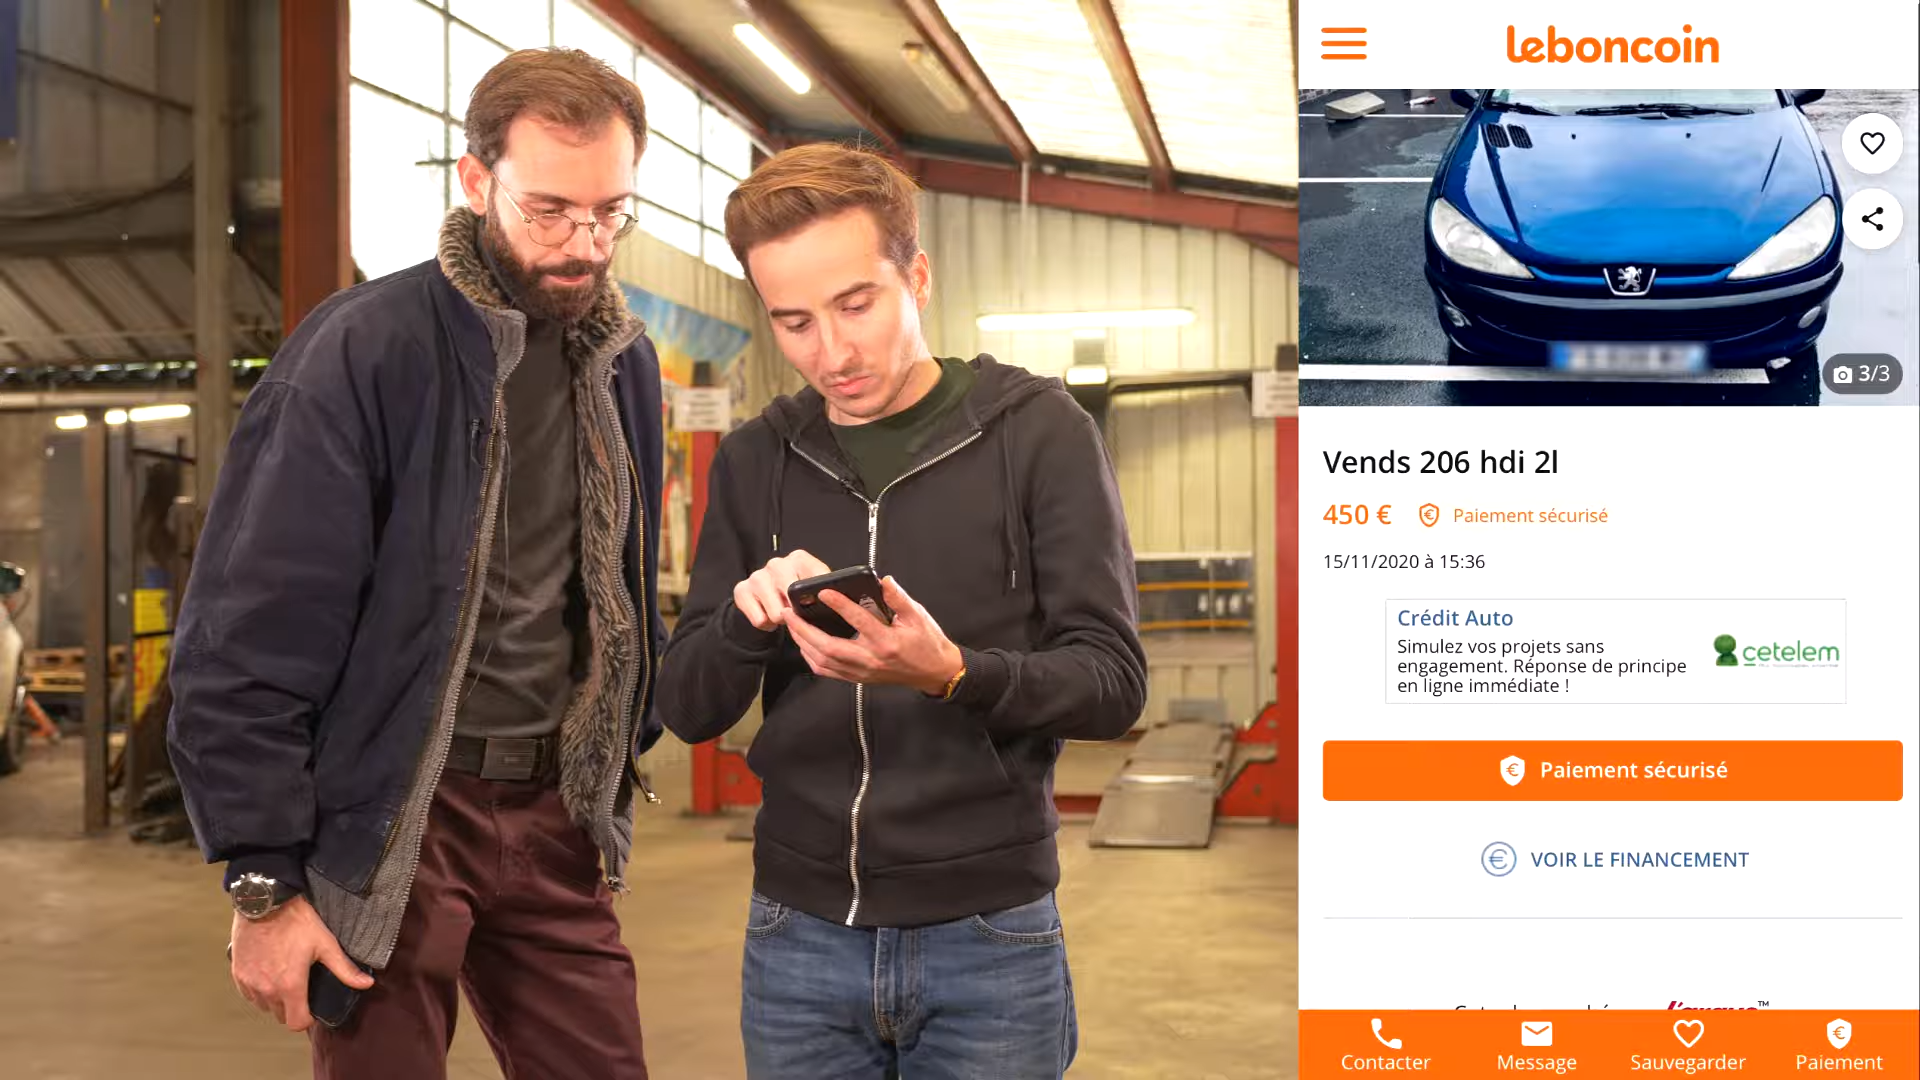 leboncoin
3/3
Vends 206 hdi 2l
450 € Paiement sécurisé
15/11/2020 à 15:36
Crédit Auto
Simulez vos projets sans
engagement. Réponse de principe
en ligne immédiate !
cetelem
€ Paiement sécurisé
€ VOIR LE FINANCEMENT
Contacter Message Sauvegarder Paiement